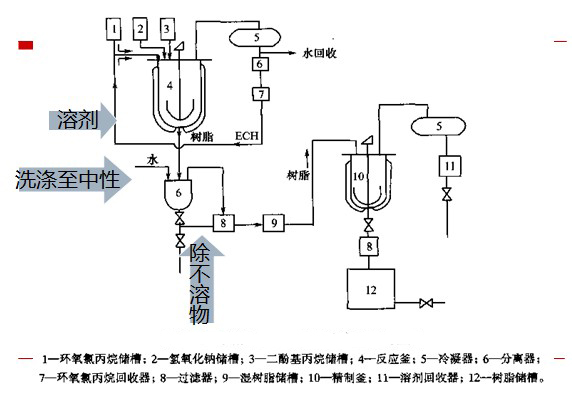 1
2
3
5
水回收
6
4
7
溶剂
树脂
ECH
5
水
洗涤至中性
6
树脂
10
11
8
9
8
除不溶物
12
1—环氧氯丙烷储槽；2—氢氧化钠储槽；3—二酚基丙烷储槽；4—反应釜；5—冷凝器；6—分离器；
7—环氧氯丙烷回收器；8—过滤器；9—湿树脂储槽；10—精制釜；11—溶剂回收器；12—树脂储槽。